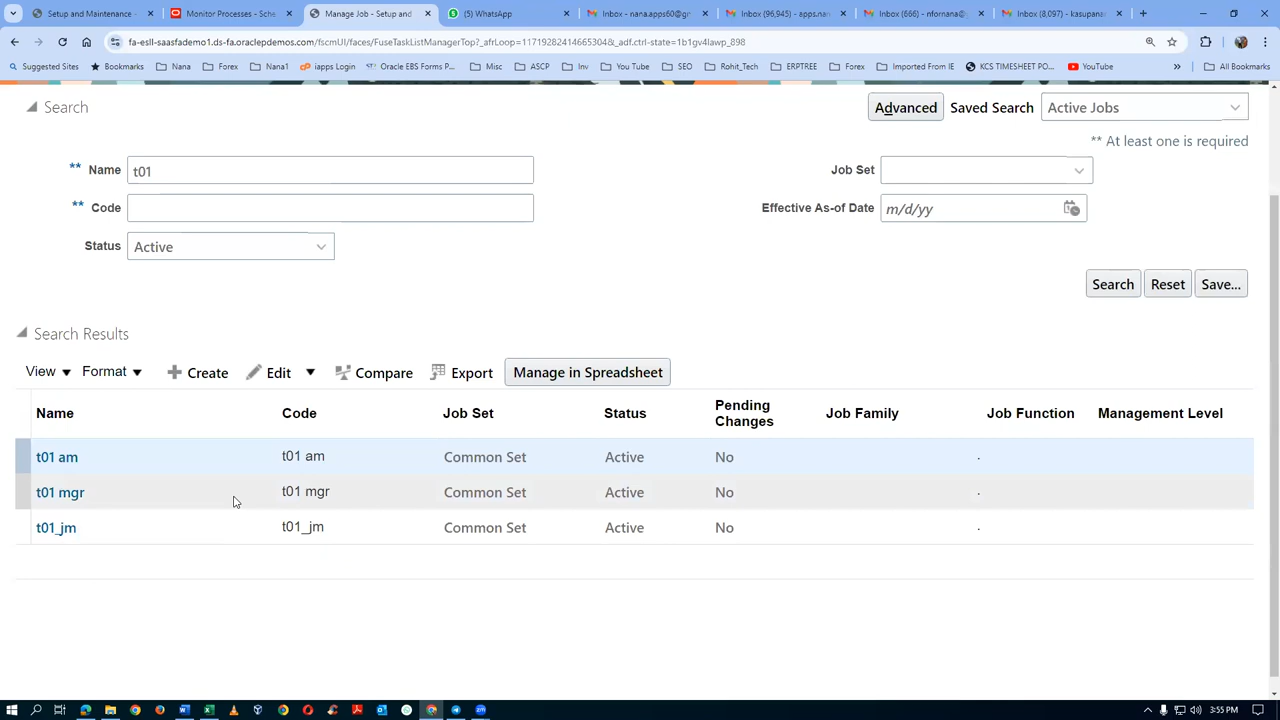 Setup and Maintenance - Monitor Processes - Sche Manage Job - Setup and (5) WhatsApp Inbox - nana.apps60@gm Inbox (96,945) - apps.nan Inbox (666) - nfornana@g Inbox (8,097) - kasupana
fa-esll-saasfademo1.ds-fa.oraclepdemos.com/fscmUI/faces/FuseTaskListManagerTop?_afrLoop=11719282414665304&_adf.ctrl-state=1b1gv4lawp_898
Suggested Sites Bookmarks Nana Forex Nana1 iapps Login Oracle EBS Forms P... Misc ASCP Inv You Tube SEO Rohit_Tech ERPTREE Forex Imported From IE KCS TIMESHEET PO... YouTube » All Bookmarks
Search Advanced Saved Search Active Jobs
** At least one is required
** Name t01 Job Set
** Code Effective As-of Date m/d/yy
Status Active
Search Reset Save...
Search Results
View Format Create Edit Compare Export Manage in Spreadsheet
Name Code Job Set Status Pending Changes Job Family Job Function Management Level
t01 am t01 am Common Set Active No .
t01 mgr t01 mgr Common Set Active No .
t01_jm t01_jm Common Set Active No .
3:55 PM